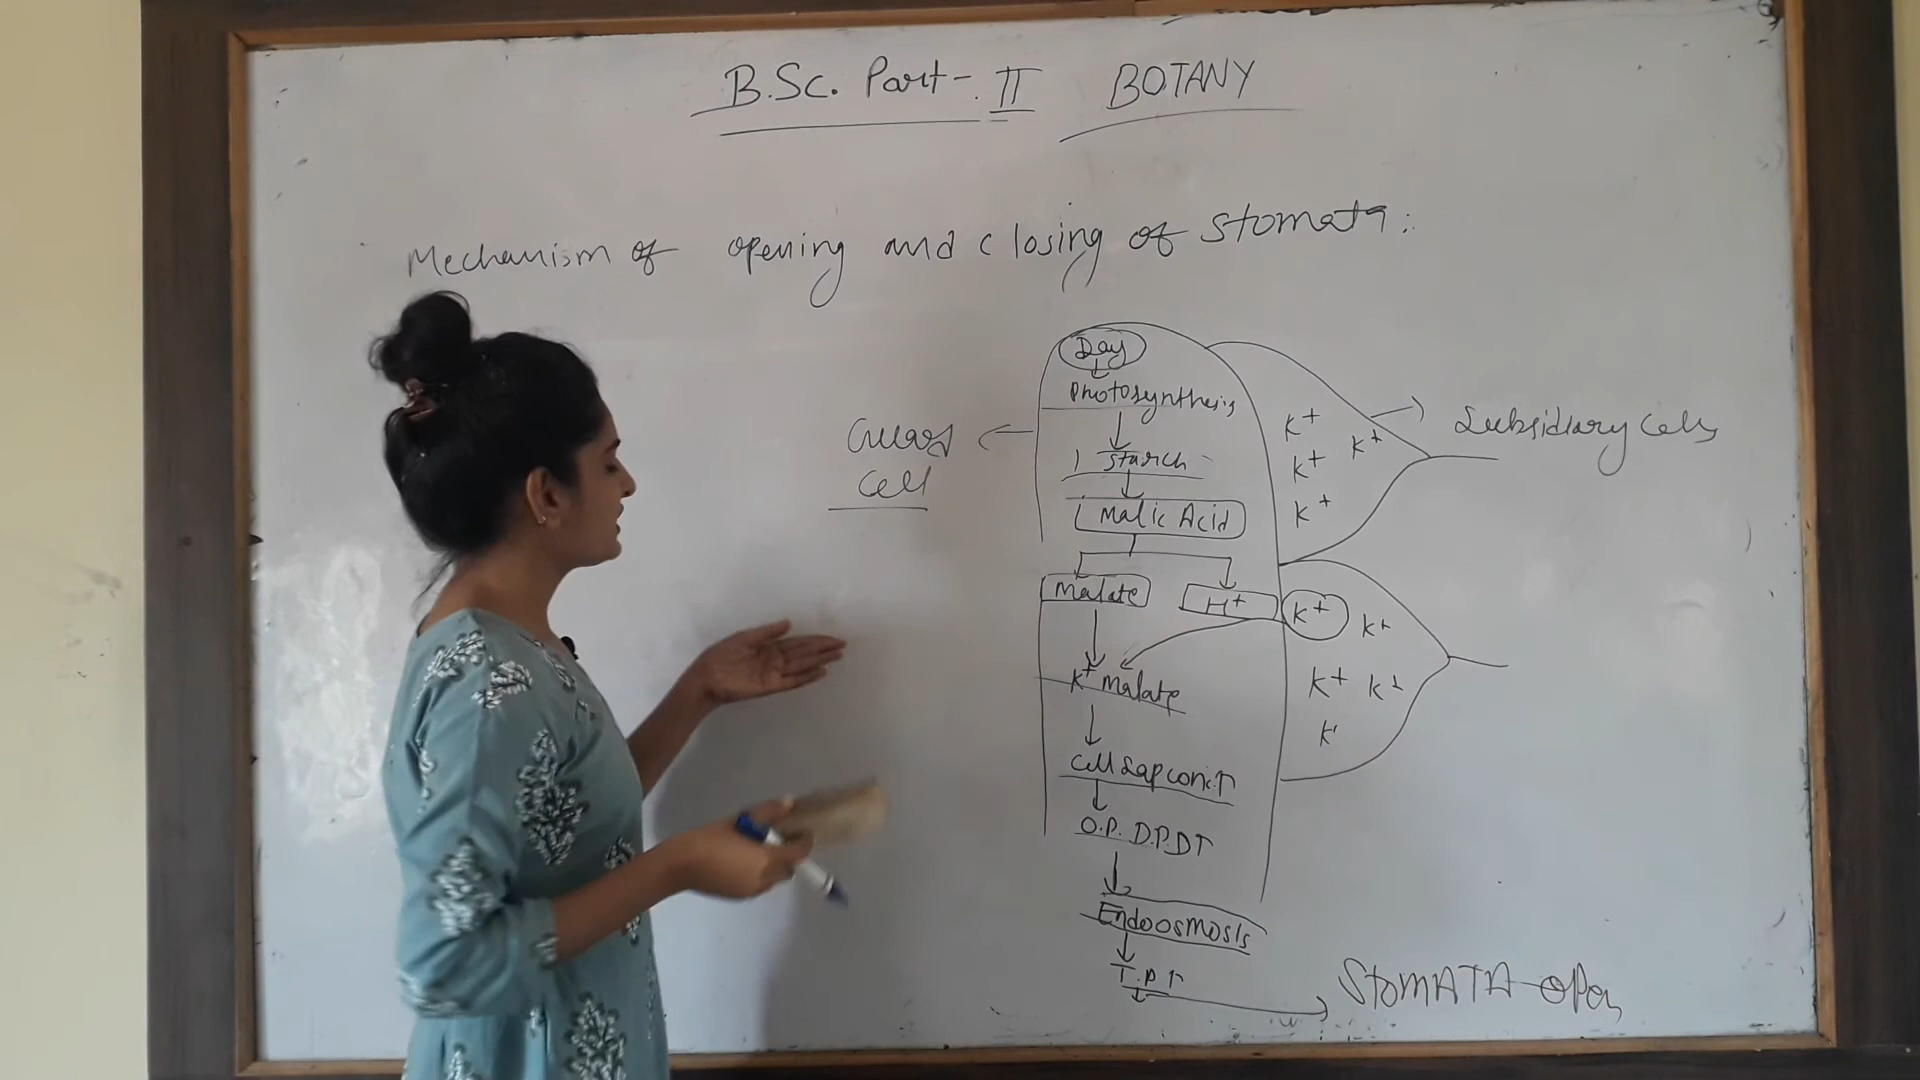 B.Sc. Part-II BOTANY
Mechanism of opening and closing of stomata:
Day
Photosynthesis
Starch
Malic Acid
Malate H+
K+ malate
Cell Sap conc.↑
O.P. D.P.D↑
Endoosmosis
T.P↑
STOMATA open
Guard
Cell
K+
K+
K+
K+
Subsidiary Cells
K+ K+
K+ K+
K+